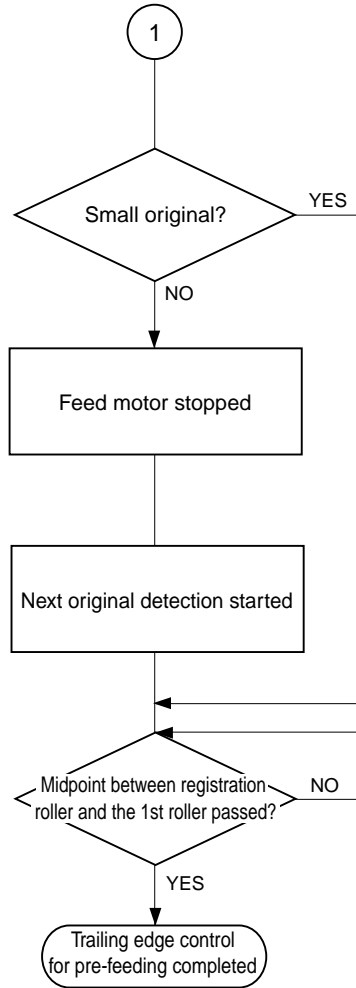 1
Small original?
YES
NO
Feed motor stopped
Next original detection started
Midpoint between registration
roller and the 1st roller passed?
NO
YES
Trailing edge control
for pre-feeding completed